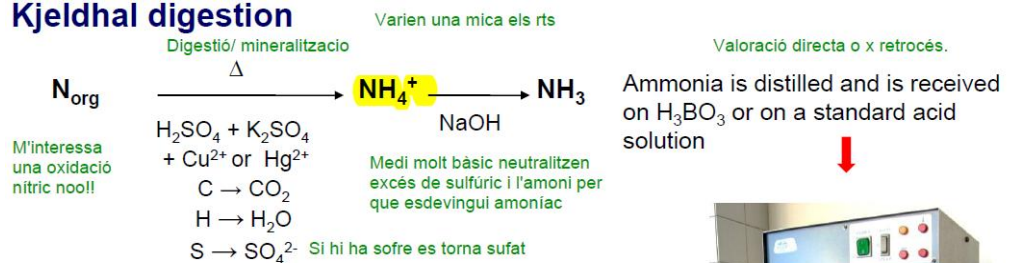 Kjeldhal digestion
Varien una mica els rts
Digestió/ mineralitzacio
Valoració directa o x retrocés.
Δ
N_org → NH₄⁺ → NH₃
NaOH
Ammonia is distilled and is received
on H₃BO₃ or on a standard acid
solution
M'interessa
una oxidació
nítric noo!!
H₂SO₄ + K₂SO₄
+ Cu²⁺ or Hg²⁺
C → CO₂
H → H₂O
S → SO₄²⁻
Medi molt bàsic neutralitzen
excés de sulfúric i l'amoni per
que esdevingui amoníac
Si hi ha sofre es torna sufat